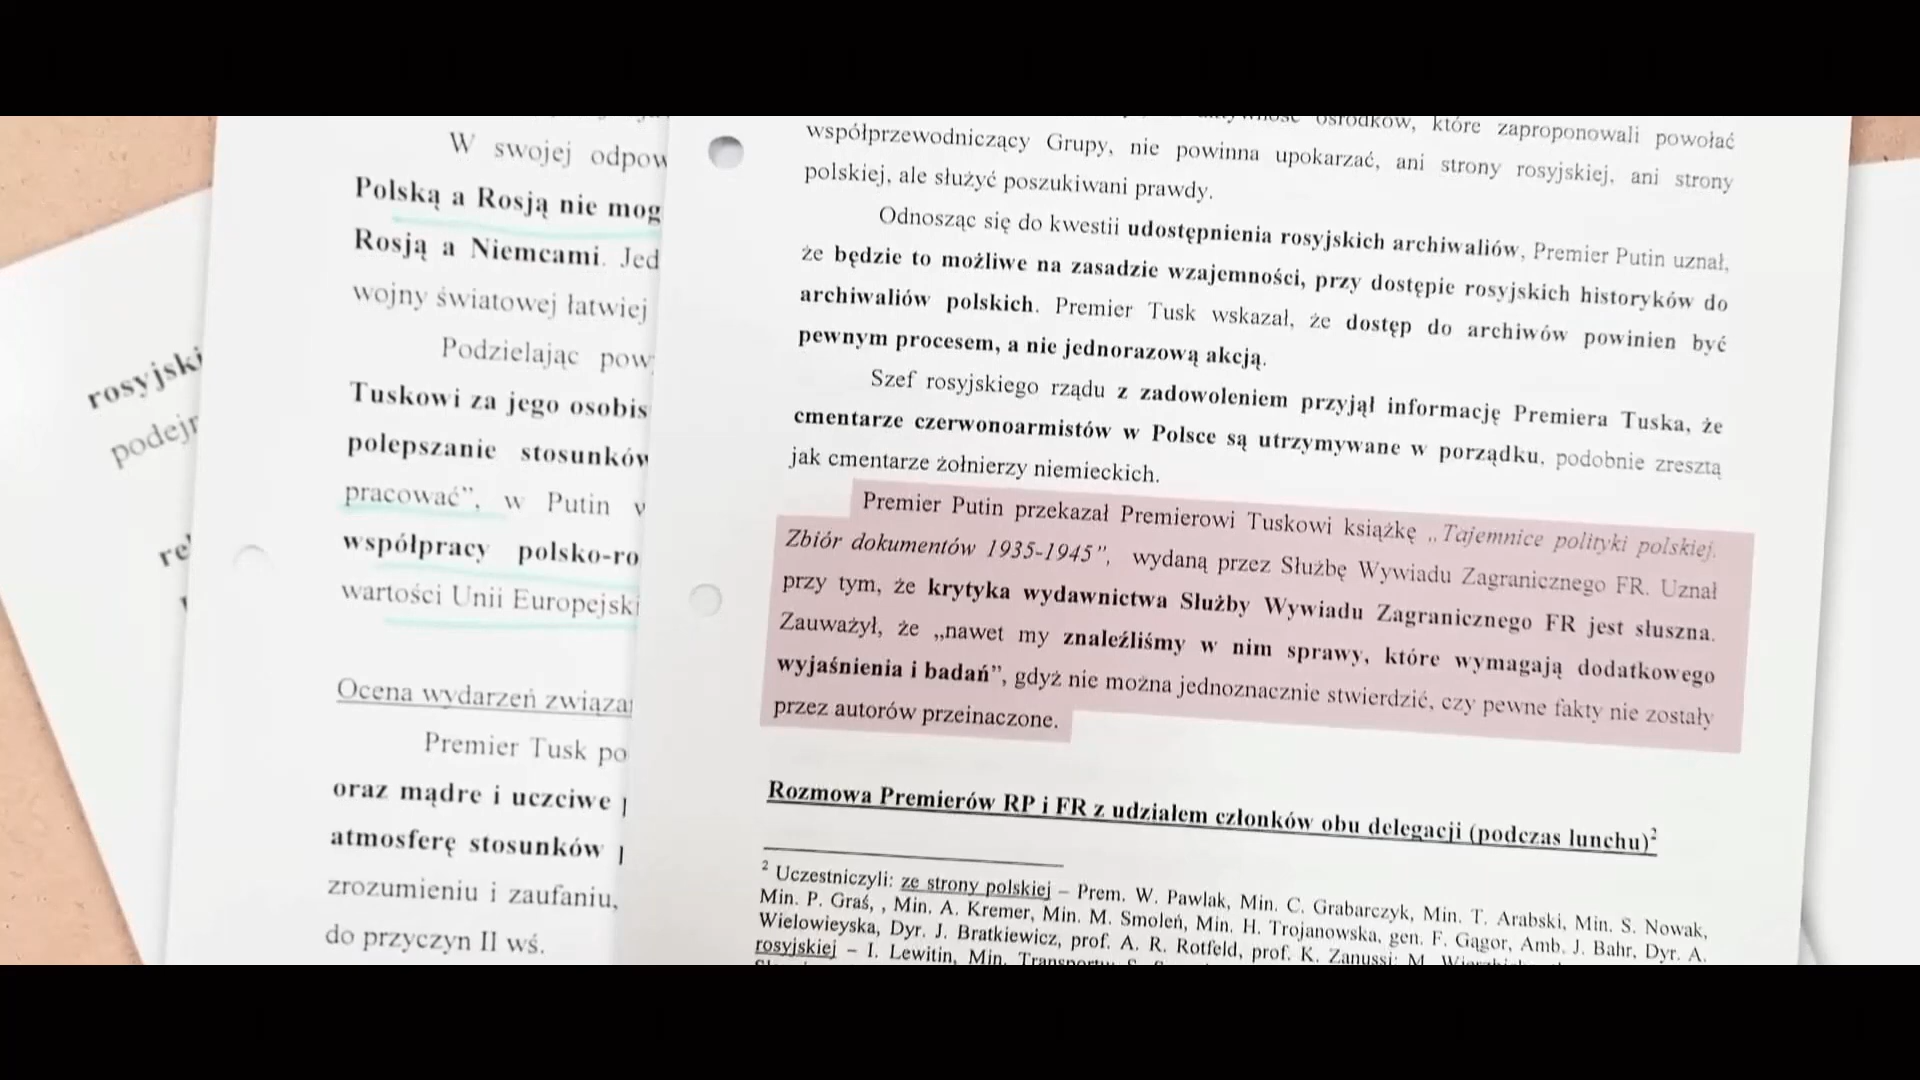 rosyjski
podejr
W swojej odpow
Polską a Rosją nie mog
Rosją a Niemcami. Jed
wojny światowej łatwiej
Podzielając pow
Tuskowi za jego osobis
polepszanie stosunków
pracować”, w Putin w
współpracy polsko-ro
wartości Unii Europejski
Ocena wydarzeń związa
Premier Tusk po
oraz mądre i uczciwe p
atmosferę stosunków p
zrozumieniu i zaufaniu,
do przyczyn II wś.
ośrodków, które zaproponowali powołać
współprzewodniczący Grupy, nie powinna upokarzać, ani strony rosyjskiej, ani strony
polskiej, ale służyć poszukiwani prawdy.
Odnosząc się do kwestii udostępnienia rosyjskich archiwaliów, Premier Putin uznał,
że będzie to możliwe na zasadzie wzajemności, przy dostępie rosyjskich historyków do
archiwaliów polskich. Premier Tusk wskazał, że dostęp do archiwów powinien być
pewnym procesem, a nie jednorazową akcją.
Szef rosyjskiego rządu z zadowoleniem przyjął informację Premiera Tuska, że
cmentarze czerwonoarmistów w Polsce są utrzymywane w porządku, podobnie zresztą
jak cmentarze żołnierzy niemieckich.
Premier Putin przekazał Premierowi Tuskowi książkę „Tajemnice polityki polskiej.
Zbiór dokumentów 1935-1945”, wydaną przez Służbę Wywiadu Zagranicznego FR. Uznał
przy tym, że krytyka wydawnictwa Służby Wywiadu Zagranicznego FR jest słuszna.
Zauważył, że „nawet my znaleźliśmy w nim sprawy, które wymagają dodatkowego
wyjaśnienia i badań”, gdyż nie można jednoznacznie stwierdzić, czy pewne fakty nie zostały
przez autorów przeinaczone.
Rozmowa Premierów RP i FR z udziałem członków obu delegacji (podczas lunchu)2
2 Uczestniczyli: ze strony polskiej – Prem. W. Pawlak, Min. C. Grabarczyk, Min. T. Arabski, Min. S. Nowak,
Min. P. Graś, , Min. A. Kremer, Min. M. Smoleń, Min. H. Trojanowska, gen. F. Gągor, Amb. J. Bahr, Dyr. A.
Wielowieyska, Dyr. J. Bratkiewicz, prof. A. R. Rotfeld, prof. K. Zanussi; M.
rosyjskiej – I. Lewitin, Min.